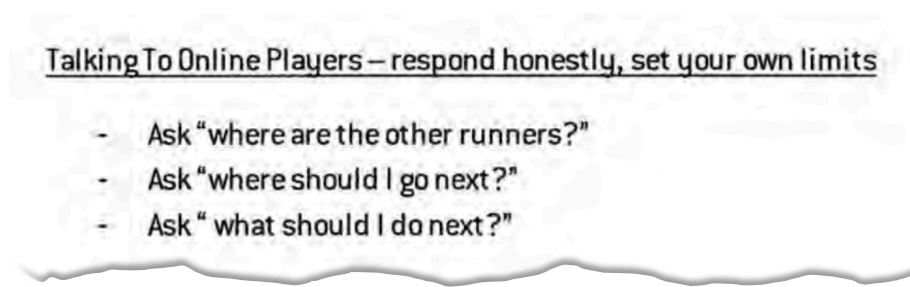 Talking To Online Players – respond honestly, set your own limits
- Ask “where are the other runners?”
- Ask “where should I go next?”
- Ask “ what should I do next?”